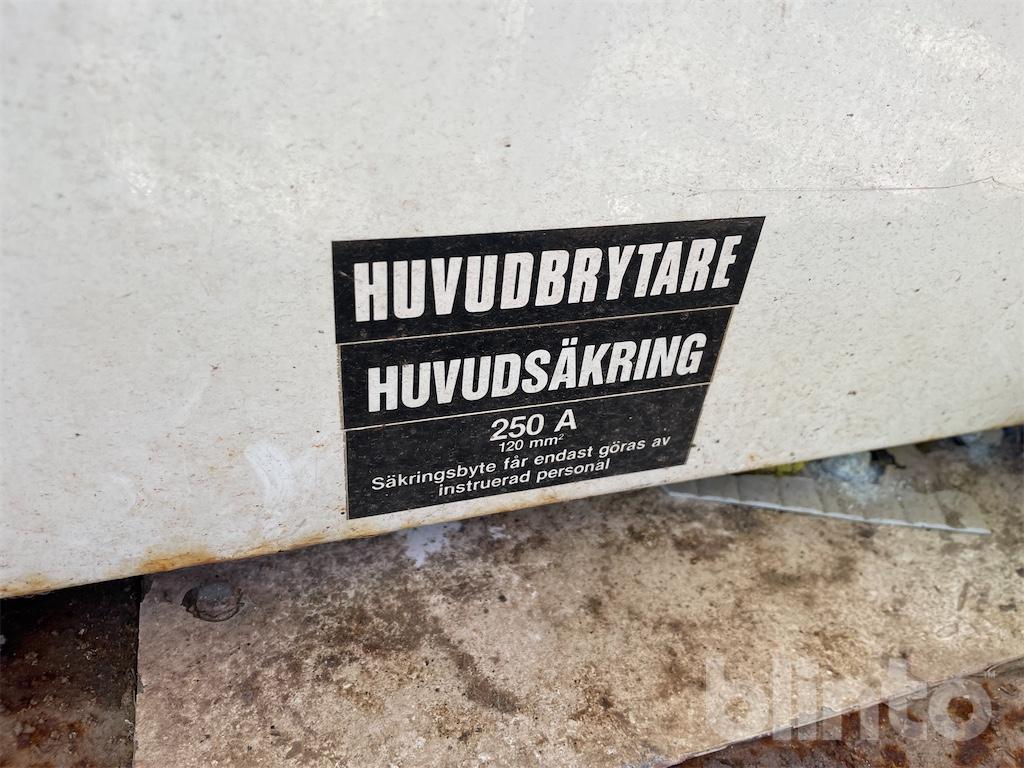 HUVUDBRYTARE
HUVUDSÄKRING
250 A
120 mm²
Säkringsbyte får endast göras av
instruerad personal
blinto